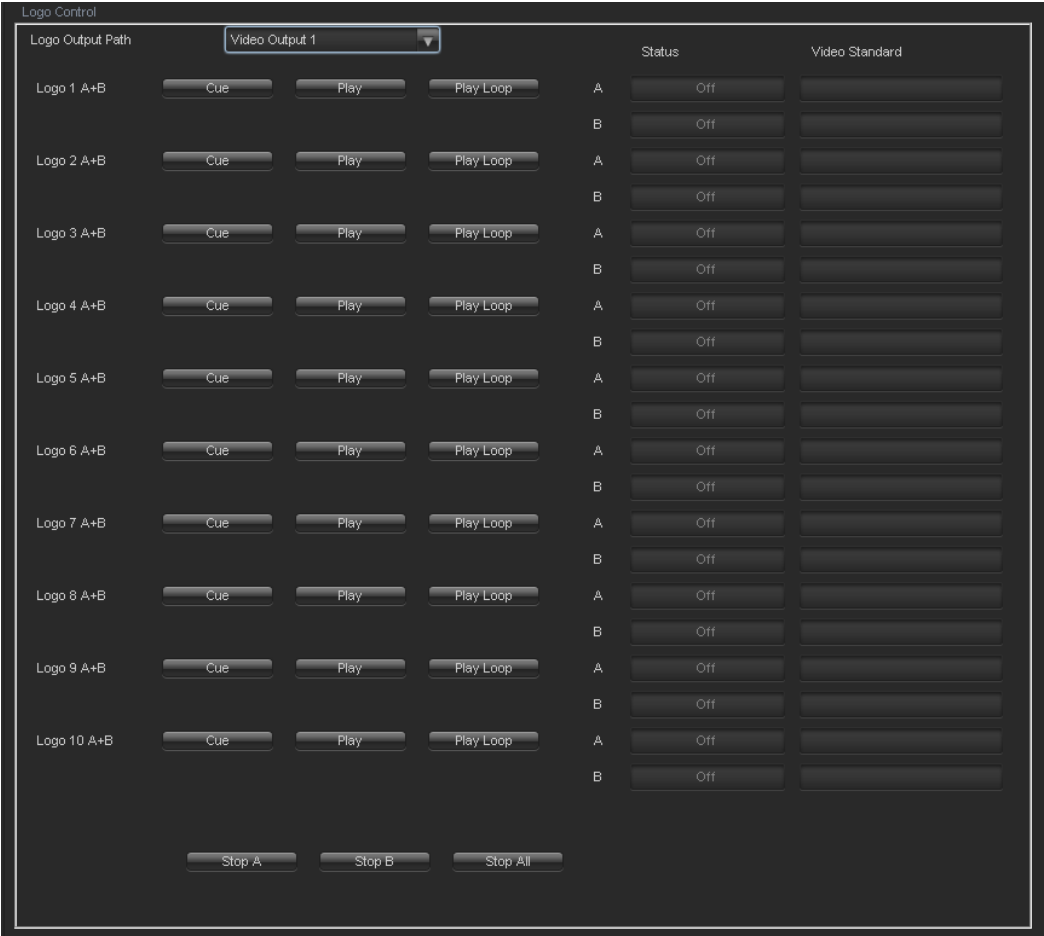 Logo Control
Logo Output Path Video Output 1
Status Video Standard
Logo 1 A+B Cue Play Play Loop A Off
B Off
Logo 2 A+B Cue Play Play Loop A Off
B Off
Logo 3 A+B Cue Play Play Loop A Off
B Off
Logo 4 A+B Cue Play Play Loop A Off
B Off
Logo 5 A+B Cue Play Play Loop A Off
B Off
Logo 6 A+B Cue Play Play Loop A Off
B Off
Logo 7 A+B Cue Play Play Loop A Off
B Off
Logo 8 A+B Cue Play Play Loop A Off
B Off
Logo 9 A+B Cue Play Play Loop A Off
B Off
Logo 10 A+B Cue Play Play Loop A Off
B Off
Stop A Stop B Stop All